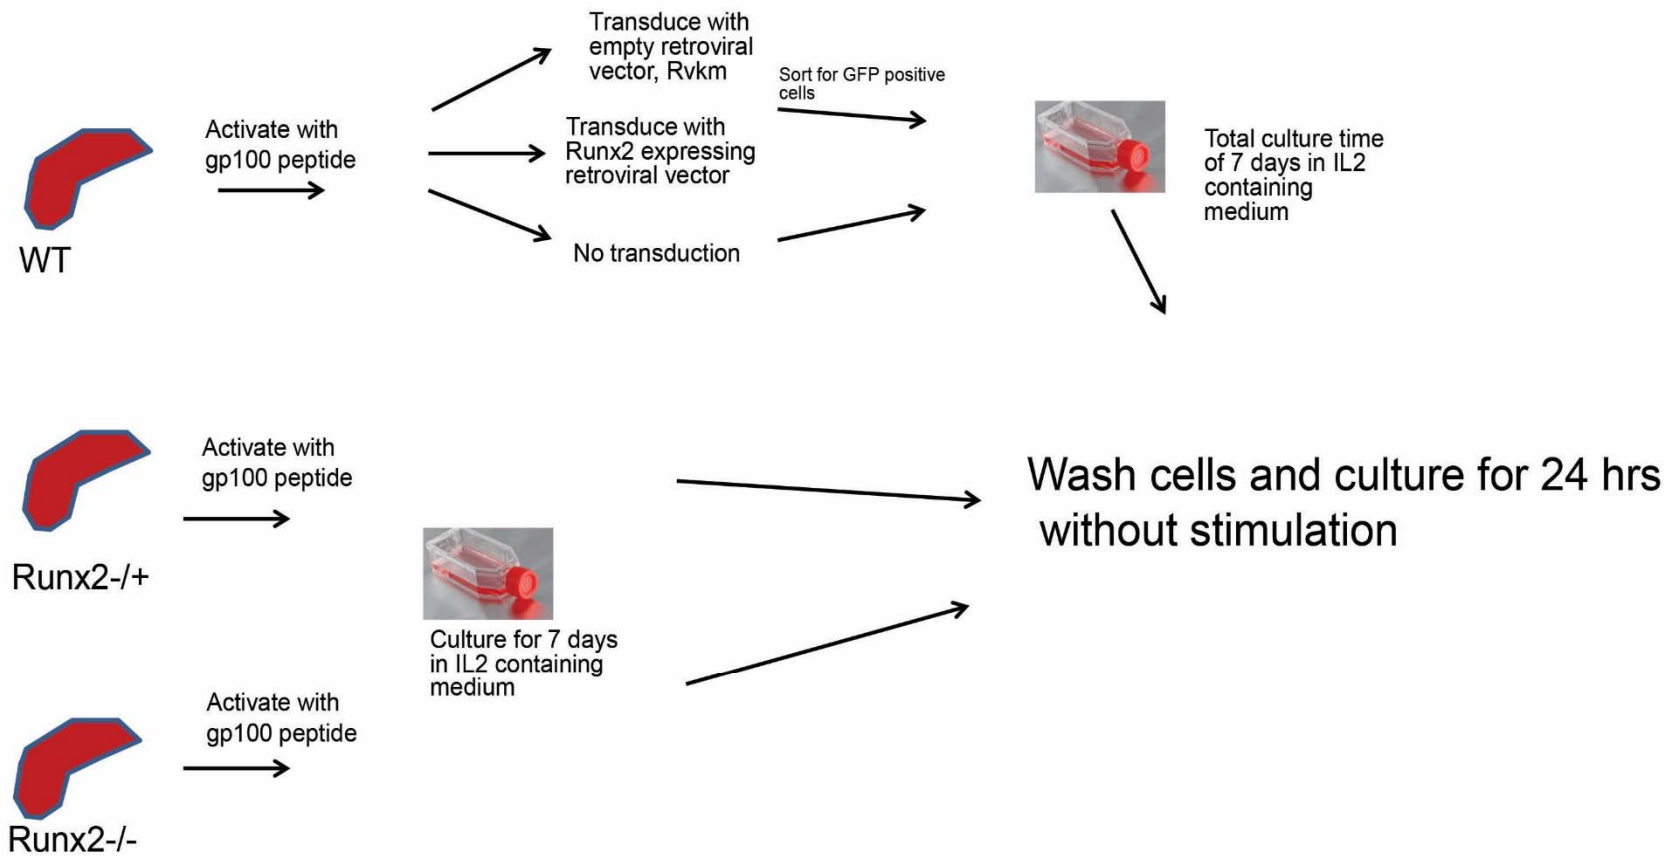 Transduce with
empty retroviral
vector, Rvkm
Sort for GFP positive
cells
Activate with
gp100 peptide
Transduce with
Runx2 expressing
retroviral vector
Total culture time
of 7 days in IL2
containing
medium
No transduction
WT
Activate with
gp100 peptide
Runx2-/+
Wash cells and culture for 24 hrs
without stimulation
Culture for 7 days
in IL2 containing
medium
Activate with
gp100 peptide
Runx2-/-